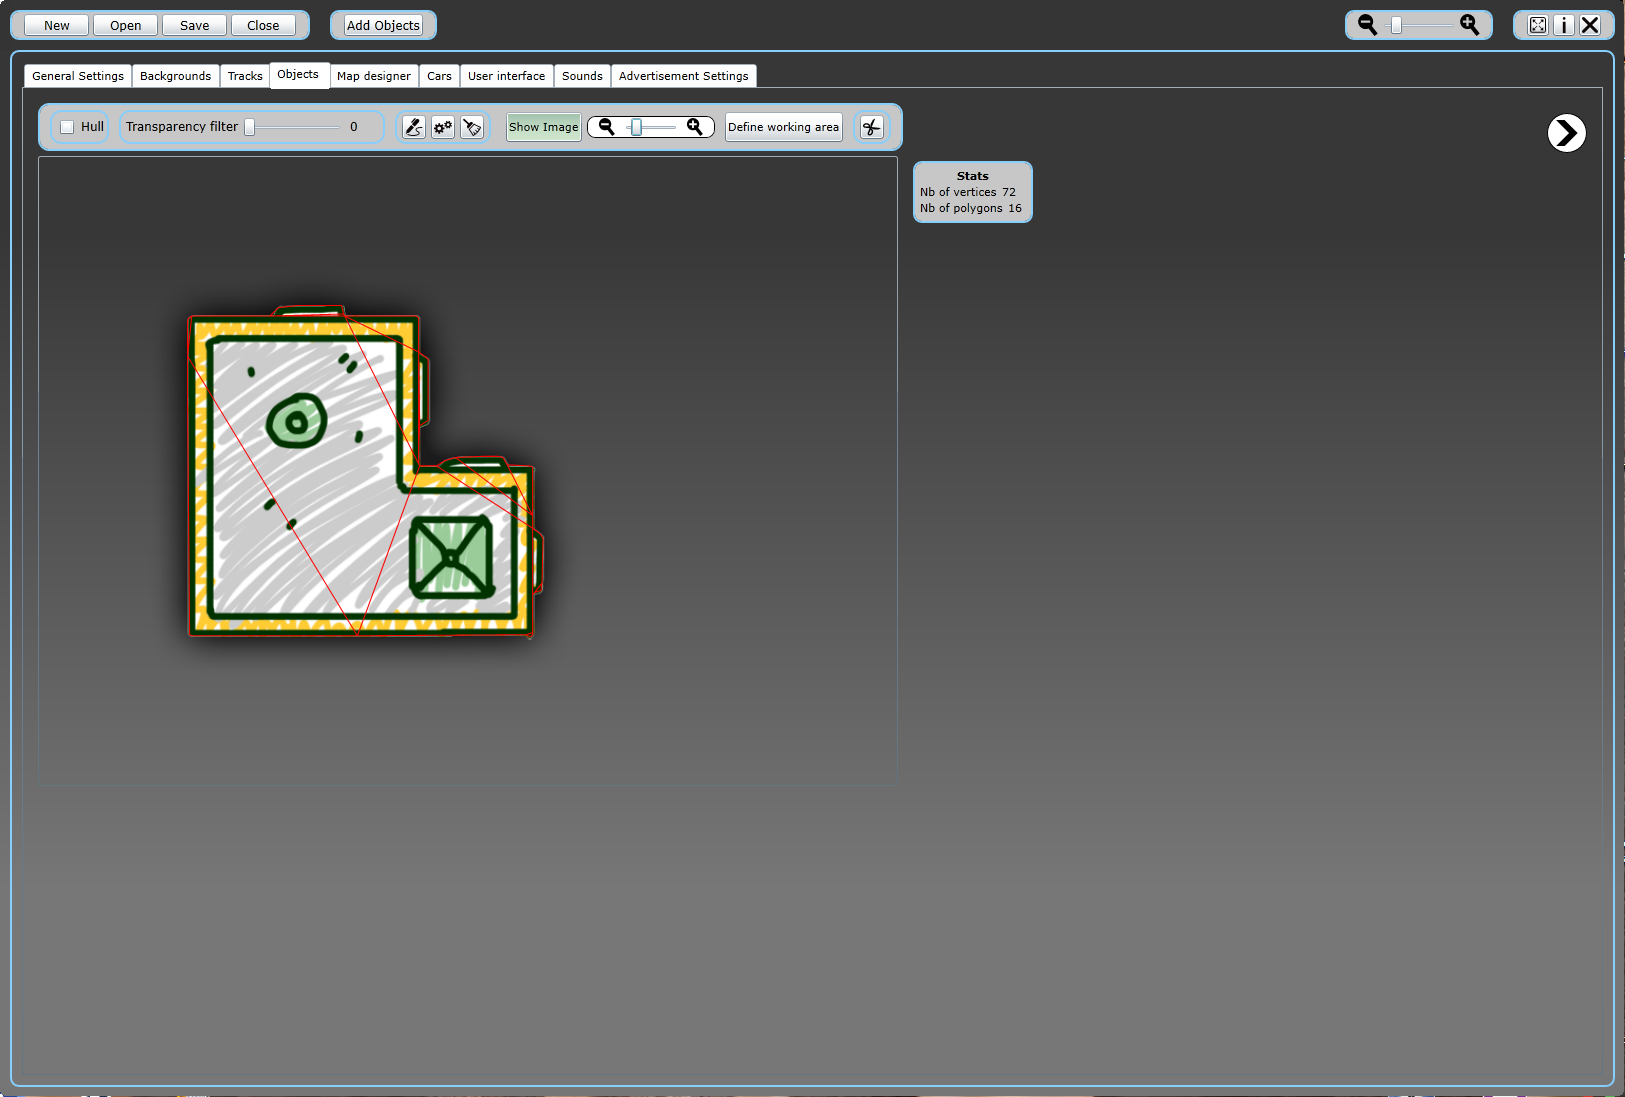 New Open Save Close Add Objects
General Settings Backgrounds Tracks Objects Map designer Cars User interface Sounds Advertisement Settings
Hull Transparency filter 0 Show Image Define working area
Stats
Nb of vertices 72
Nb of polygons 16